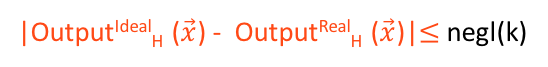 |Output^Ideal_H (x⃗) - Output^Real_H (x⃗)| ≤ negl(k)